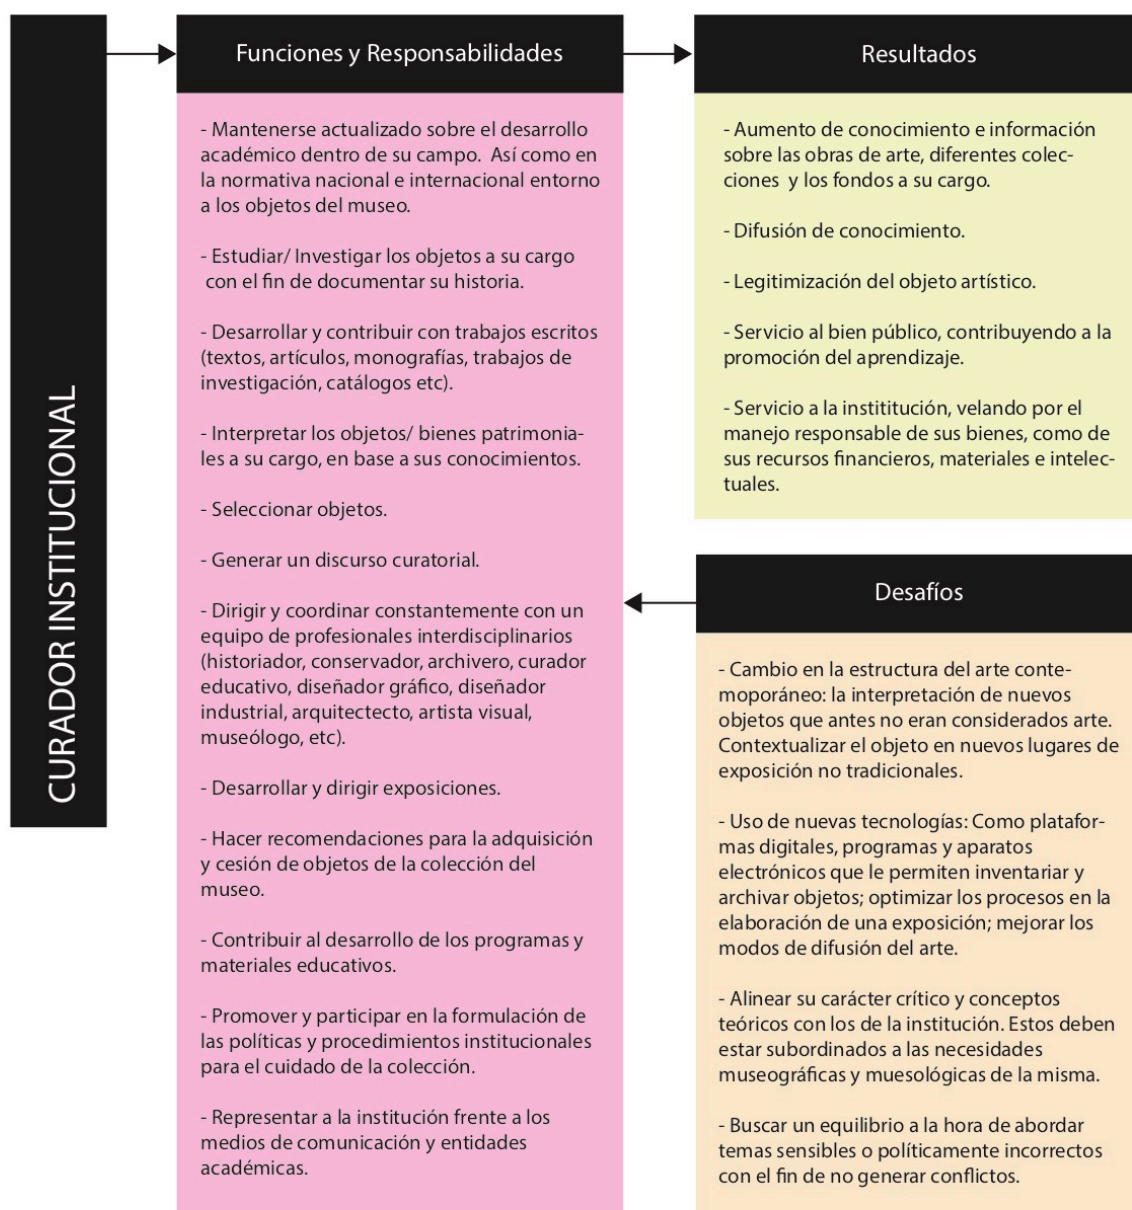 CURADOR INSTITUCIONAL
Funciones y Responsabilidades
- Mantenerse actualizado sobre el desarrollo
académico dentro de su campo. Así como en
la normativa nacional e internacional entorno
a los objetos del museo.
- Estudiar/ Investigar los objetos a su cargo
con el fin de documentar su historia.
- Desarrollar y contribuir con trabajos escritos
(textos, artículos, monografías, trabajos de
investigación, catálogos etc).
- Interpretar los objetos/ bienes patrimonia-
les a su cargo, en base a sus conocimientos.
- Seleccionar objetos.
- Generar un discurso curatorial.
- Dirigir y coordinar constantemente con un
equipo de profesionales interdisciplinarios
(historiador, conservador, archivero, curador
educativo, diseñador gráfico, diseñador
industrial, arquitectecto, artista visual,
museólogo, etc).
- Desarrollar y dirigir exposiciones.
- Hacer recomendaciones para la adquisición
y cesión de objetos de la colección del
museo.
- Contribuir al desarrollo de los programas y
materiales educativos.
- Promover y participar en la formulación de
las políticas y procedimientos institucionales
para el cuidado de la colección.
- Representar a la institución frente a los
medios de comunicación y entidades
académicas.
Resultados
- Aumento de conocimiento e información
sobre las obras de arte, diferentes colec-
ciones y los fondos a su cargo.
- Difusión de conocimiento.
- Legitimización del objeto artístico.
- Servicio al bien público, contribuyendo a la
promoción del aprendizaje.
- Servicio a la instititución, velando por el
manejo responsable de sus bienes, como de
sus recursos financieros, materiales e intelec-
tuales.
Desafíos
- Cambio en la estructura del arte conte-
moporáneo: la interpretación de nuevos
objetos que antes no eran considerados arte.
Contextualizar el objeto en nuevos lugares de
exposición no tradicionales.
- Uso de nuevas tecnologías: Como platafor-
mas digitales, programas y aparatos
electrónicos que le permiten inventariar y
archivar objetos; optimizar los procesos en la
elaboración de una exposición; mejorar los
modos de difusión del arte.
- Alinear su carácter crítico y conceptos
teóricos con los de la institución. Estos deben
estar subordinados a las necesidades
museográficas y muesológicas de la misma.
- Buscar un equilibrio a la hora de abordar
temas sensibles o políticamente incorrectos
con el fin de no generar conflictos.